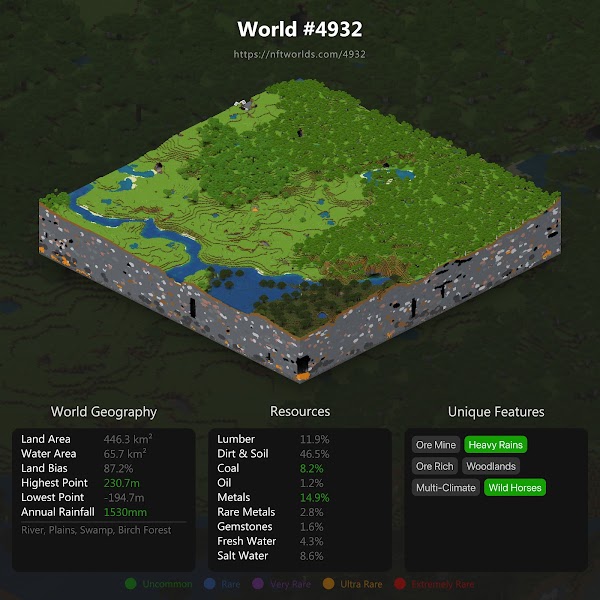 World #4932
https://nftworlds.com/4932
World Geography
Land Area 446.3 km²
Water Area 65.7 km²
Land Bias 87.2%
Highest Point 230.7m
Lowest Point -194.7m
Annual Rainfall 1530mm
River, Plains, Swamp, Birch Forest
Resources
Lumber 11.9%
Dirt & Soil 46.5%
Coal 8.2%
Oil 1.2%
Metals 14.9%
Rare Metals 2.8%
Gemstones 1.6%
Fresh Water 4.3%
Salt Water 8.6%
Unique Features
Ore Mine Heavy Rains
Ore Rich Woodlands
Multi-Climate Wild Horses
Uncommon Rare Very Rare Ultra Rare Extremely Rare